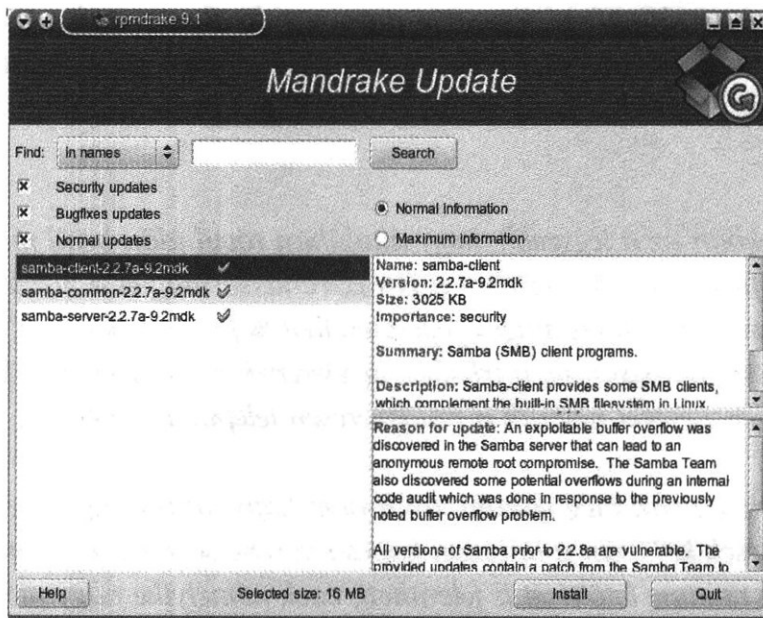 rpmdrake 9.1
Mandrake Update
Find:
In names
Search
Security updates
Bugfixes updates
Normal updates
Normal information
Maximum information
samba-client-2.2.7a-9.2mdk
samba-common-2.2.7a-9.2mdk
samba-server-2.2.7a-9.2mdk
Name: samba-client
Version: 2.2.7a-9.2mdk
Size: 3025 KB
Importance: security
Summary: Samba (SMB) client programs.
Description: Samba-client provides some SMB clients,
which complement the built-in SMB filesystem in Linux.
Reason for update: An exploitable buffer overflow was
discovered in the Samba server that can lead to an
anonymous remote root compromise. The Samba Team
also discovered some potential overflows during an internal
code audit which was done in response to the previously
noted buffer overflow problem.
All versions of Samba prior to 2.2.8a are vulnerable. The
provided updates contain a patch from the Samba Team to
Help
Selected size: 16 MB
Install
Quit